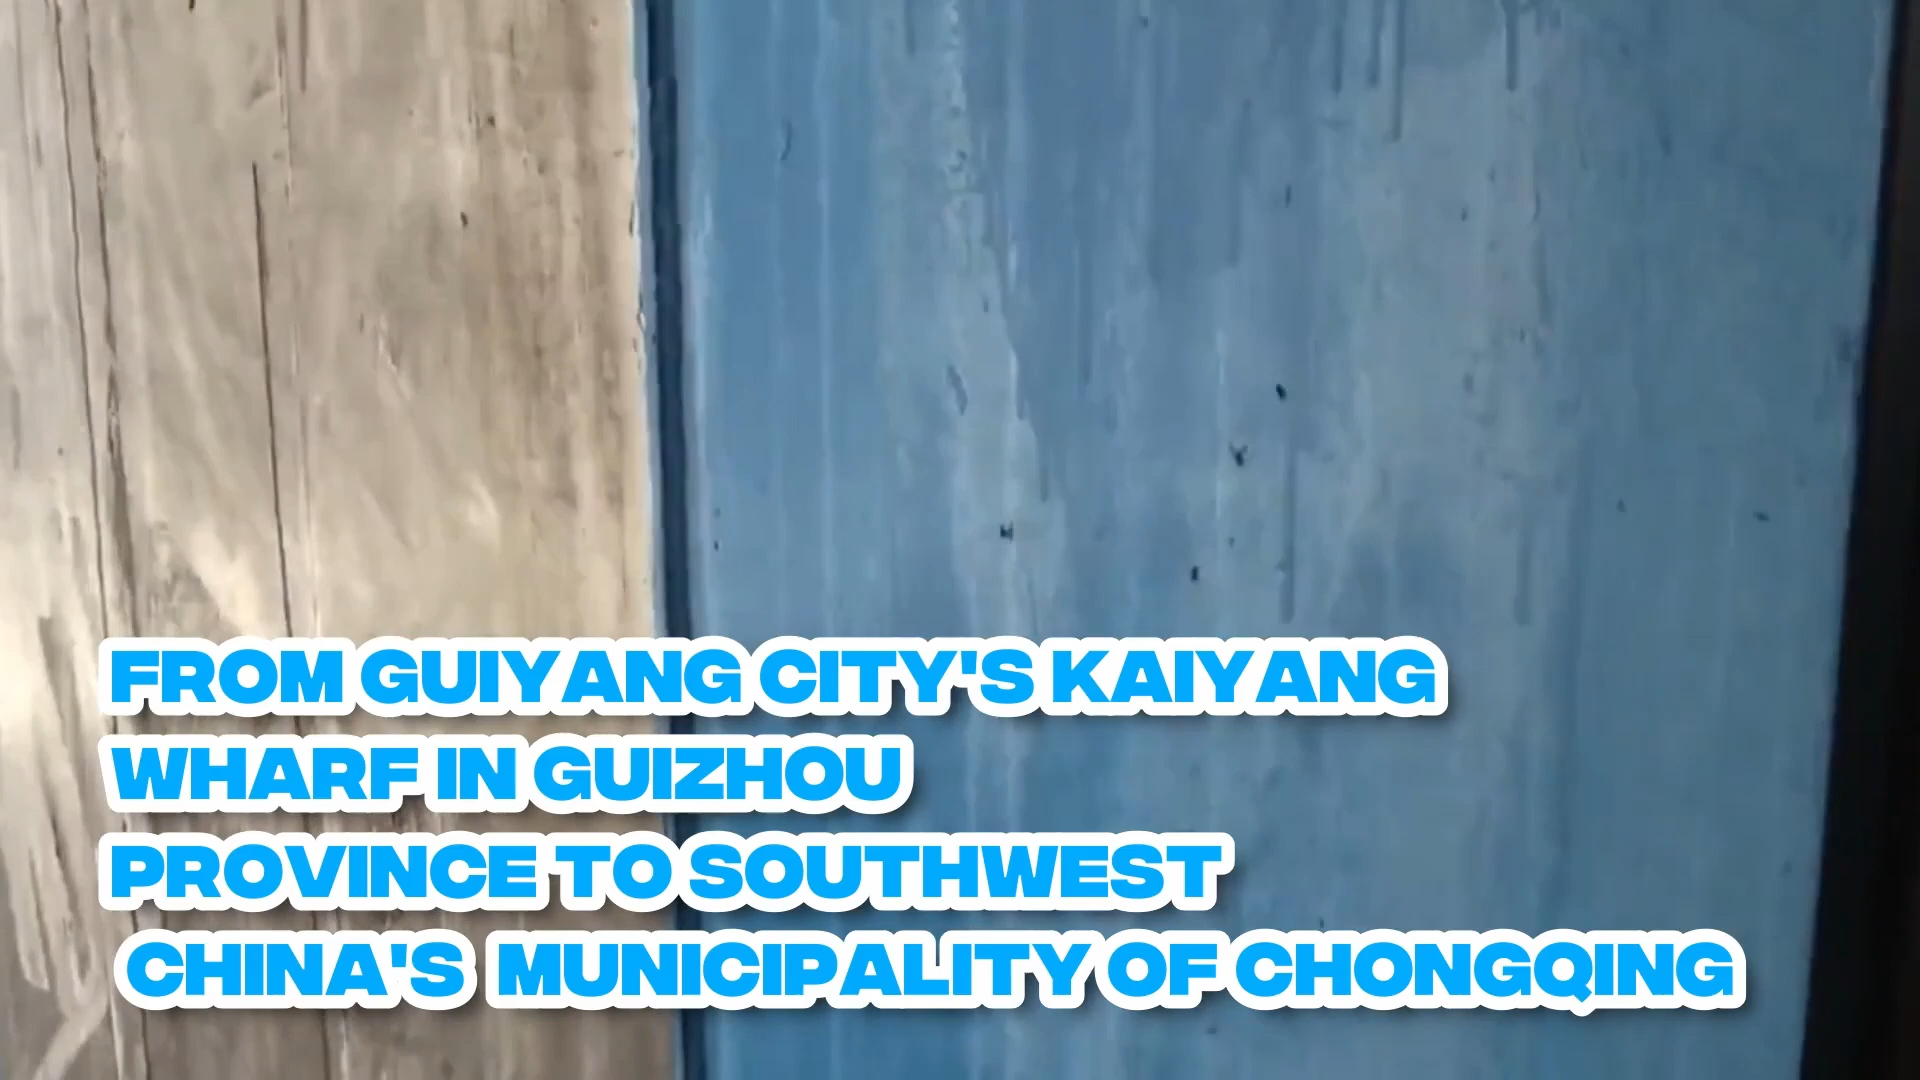 FROM GUIYANG CITY'S KAIYANG
WHARF IN GUIZHOU
PROVINCE TO SOUTHWEST
CHINA'S MUNICIPALITY OF CHONGQING